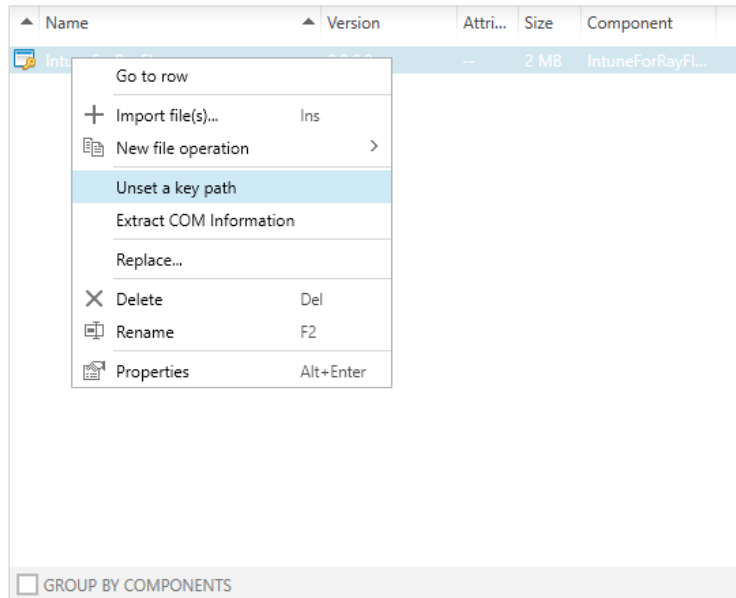 Name Version Attri... Size Component
-- 2 MB IntuneForRayFl...
Go to row
Import file(s)... Ins
New file operation
Unset a key path
Extract COM Information
Replace...
Delete Del
Rename F2
Properties Alt+Enter
GROUP BY COMPONENTS